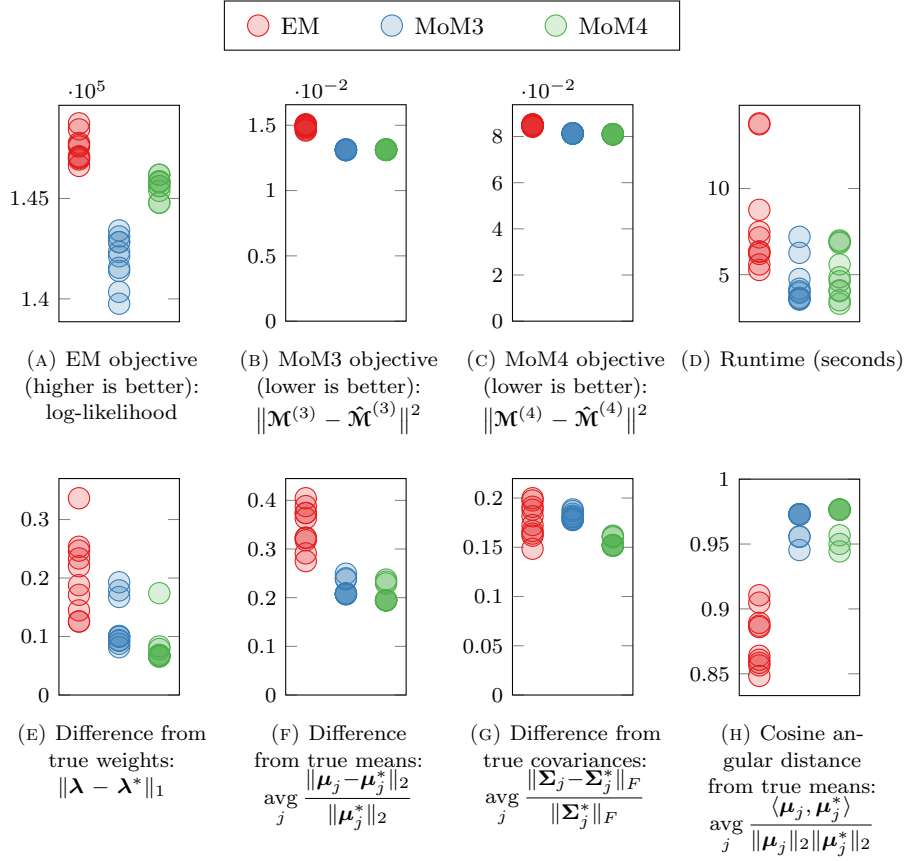 EM MoM3 MoM4
·10^5
1.45
1.4
(A) EM objective
(higher is better):
log-likelihood
·10^−2
1.5
1
0.5
0
(B) MoM3 objective
(lower is better):
‖𝓜^(3) − 𝓜̂^(3)‖^2
·10^−2
8
6
4
2
0
(C) MoM4 objective
(lower is better):
‖𝓜^(4) − 𝓜̂^(4)‖^2
10
5
(D) Runtime (seconds)
0.3
0.2
0.1
0
(E) Difference from
true weights:
‖λ − λ*‖_1
0.4
0.3
0.2
0.1
0
(F) Difference
from true means:
avg_j ‖μ_j−μ_j^*‖_2 / ‖μ_j^*‖_2
0.2
0.15
0.1
0.05
0
(G) Difference from
true covariances:
avg_j ‖Σ_j−Σ_j^*‖_F / ‖Σ_j^*‖_F
1
0.95
0.9
0.85
(H) Cosine an-
gular distance
from true means:
avg_j ⟨μ_j, μ_j^*⟩ / ‖μ_j‖_2‖μ_j^*‖_2